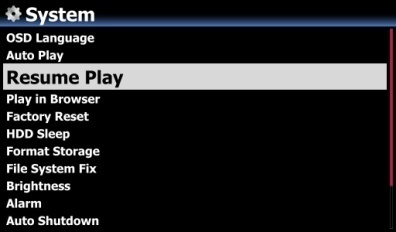 System
OSD Language
Auto Play
Resume Play
Play in Browser
Factory Reset
HDD Sleep
Format Storage
File System Fix
Brightness
Alarm
Auto Shutdown